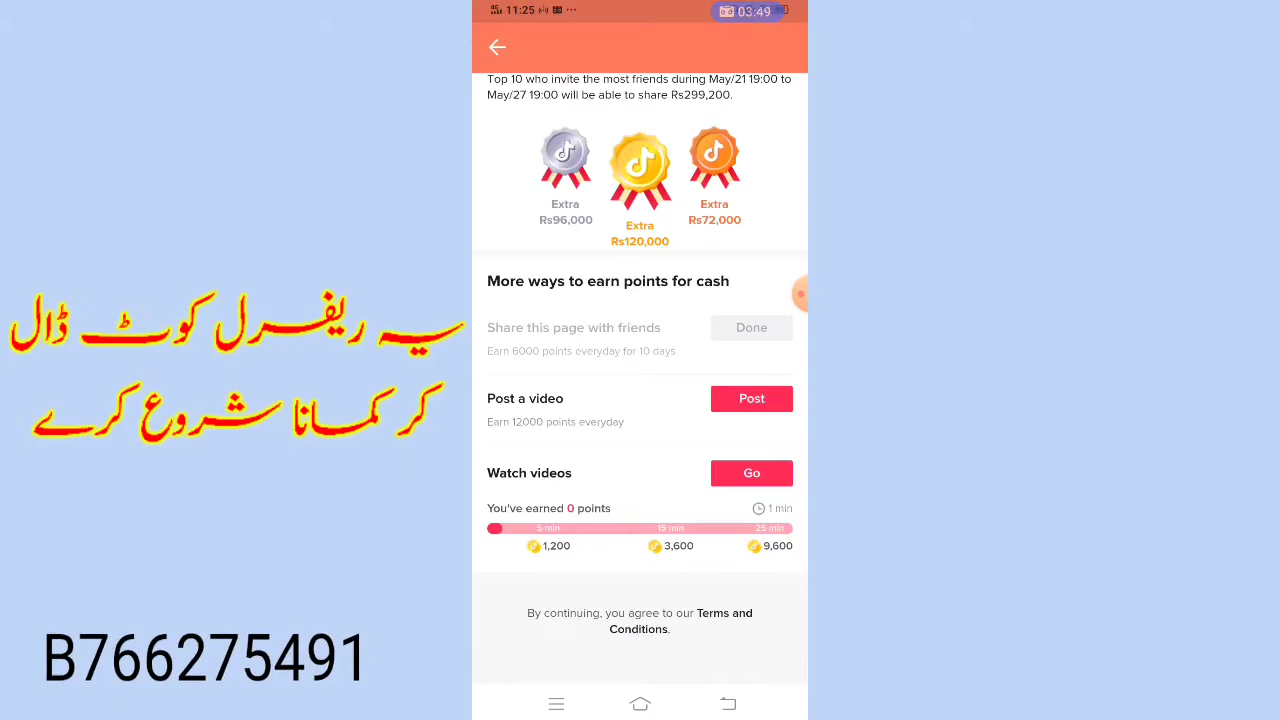 11:25
03:49
Top 10 who invite the most friends during May/21 19:00 to
May/27 19:00 will be able to share Rs299,200.
Extra
Rs96,000
Extra
Rs120,000
Extra
Rs72,000
More ways to earn points for cash
Share this page with friends
Done
Earn 6000 points everyday for 10 days
Post a video
Post
Earn 12000 points everyday
Watch videos
Go
You've earned 0 points
1 min
5 min
15 min
25 min
1,200
3,600
9,600
By continuing, you agree to our Terms and
Conditions.
یہ ریفرل کوٹ ڈال
کر کمانا شروع کرے
B766275491